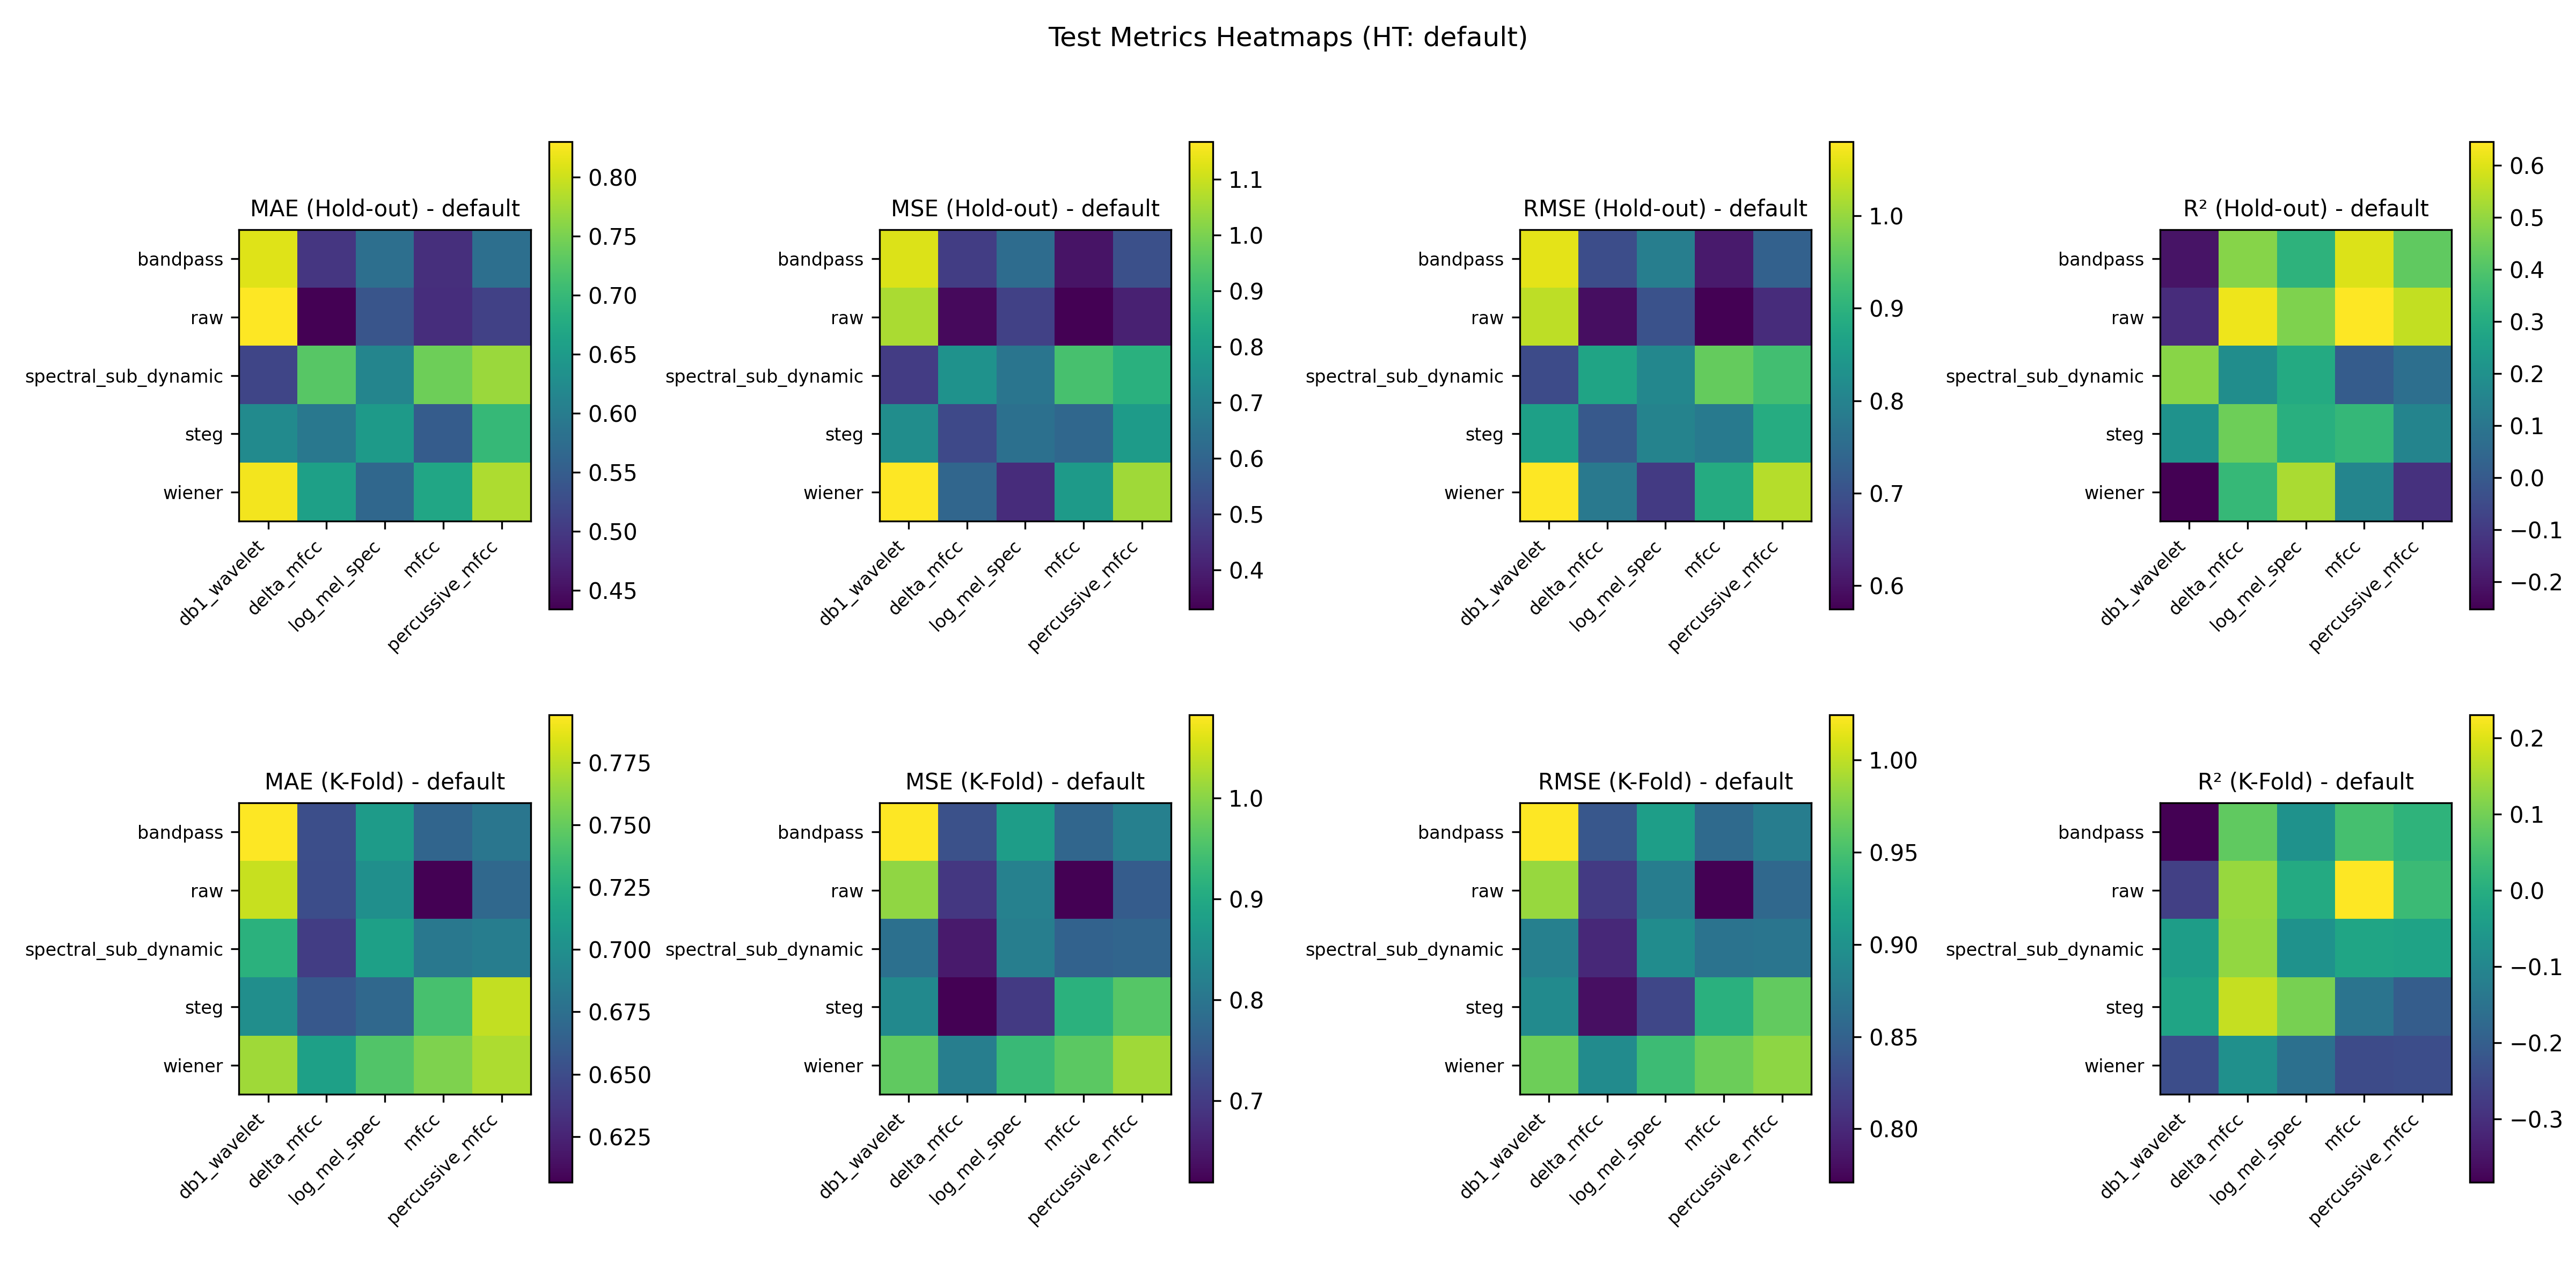 Test Metrics Heatmaps (HT: default)
MAE (Hold-out) - default
bandpass
raw
spectral_sub_dynamic
steg
wiener
db1_wavelet
delta_mfcc
log_mel_spec
mfcc
percussive_mfcc
0.80
0.75
0.70
0.65
0.60
0.55
0.50
0.45
MSE (Hold-out) - default
bandpass
raw
spectral_sub_dynamic
steg
wiener
db1_wavelet
delta_mfcc
log_mel_spec
mfcc
percussive_mfcc
1.1
1.0
0.9
0.8
0.7
0.6
0.5
0.4
RMSE (Hold-out) - default
bandpass
raw
spectral_sub_dynamic
steg
wiener
db1_wavelet
delta_mfcc
log_mel_spec
mfcc
percussive_mfcc
1.0
0.9
0.8
0.7
0.6
R² (Hold-out) - default
bandpass
raw
spectral_sub_dynamic
steg
wiener
db1_wavelet
delta_mfcc
log_mel_spec
mfcc
percussive_mfcc
0.6
0.5
0.4
0.3
0.2
0.1
0.0
−0.1
−0.2
MAE (K-Fold) - default
bandpass
raw
spectral_sub_dynamic
steg
wiener
db1_wavelet
delta_mfcc
log_mel_spec
mfcc
percussive_mfcc
0.775
0.750
0.725
0.700
0.675
0.650
0.625
MSE (K-Fold) - default
bandpass
raw
spectral_sub_dynamic
steg
wiener
db1_wavelet
delta_mfcc
log_mel_spec
mfcc
percussive_mfcc
1.0
0.9
0.8
0.7
RMSE (K-Fold) - default
bandpass
raw
spectral_sub_dynamic
steg
wiener
db1_wavelet
delta_mfcc
log_mel_spec
mfcc
percussive_mfcc
1.00
0.95
0.90
0.85
0.80
R² (K-Fold) - default
bandpass
raw
spectral_sub_dynamic
steg
wiener
db1_wavelet
delta_mfcc
log_mel_spec
mfcc
percussive_mfcc
0.2
0.1
0.0
−0.1
−0.2
−0.3